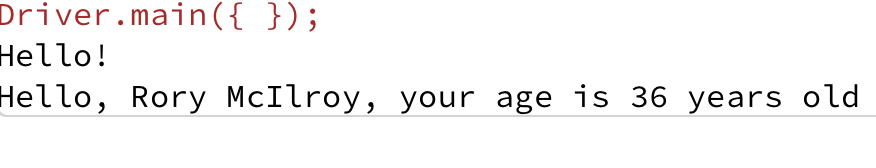 Driver.main({ });
Hello!
Hello, Rory McIlroy, your age is 36 years old